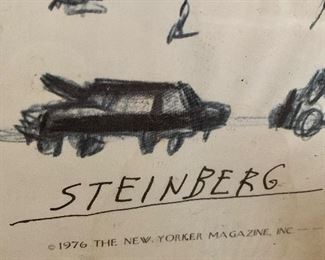 STEINBERG
© 1976 THE NEW YORKER MAGAZINE, INC